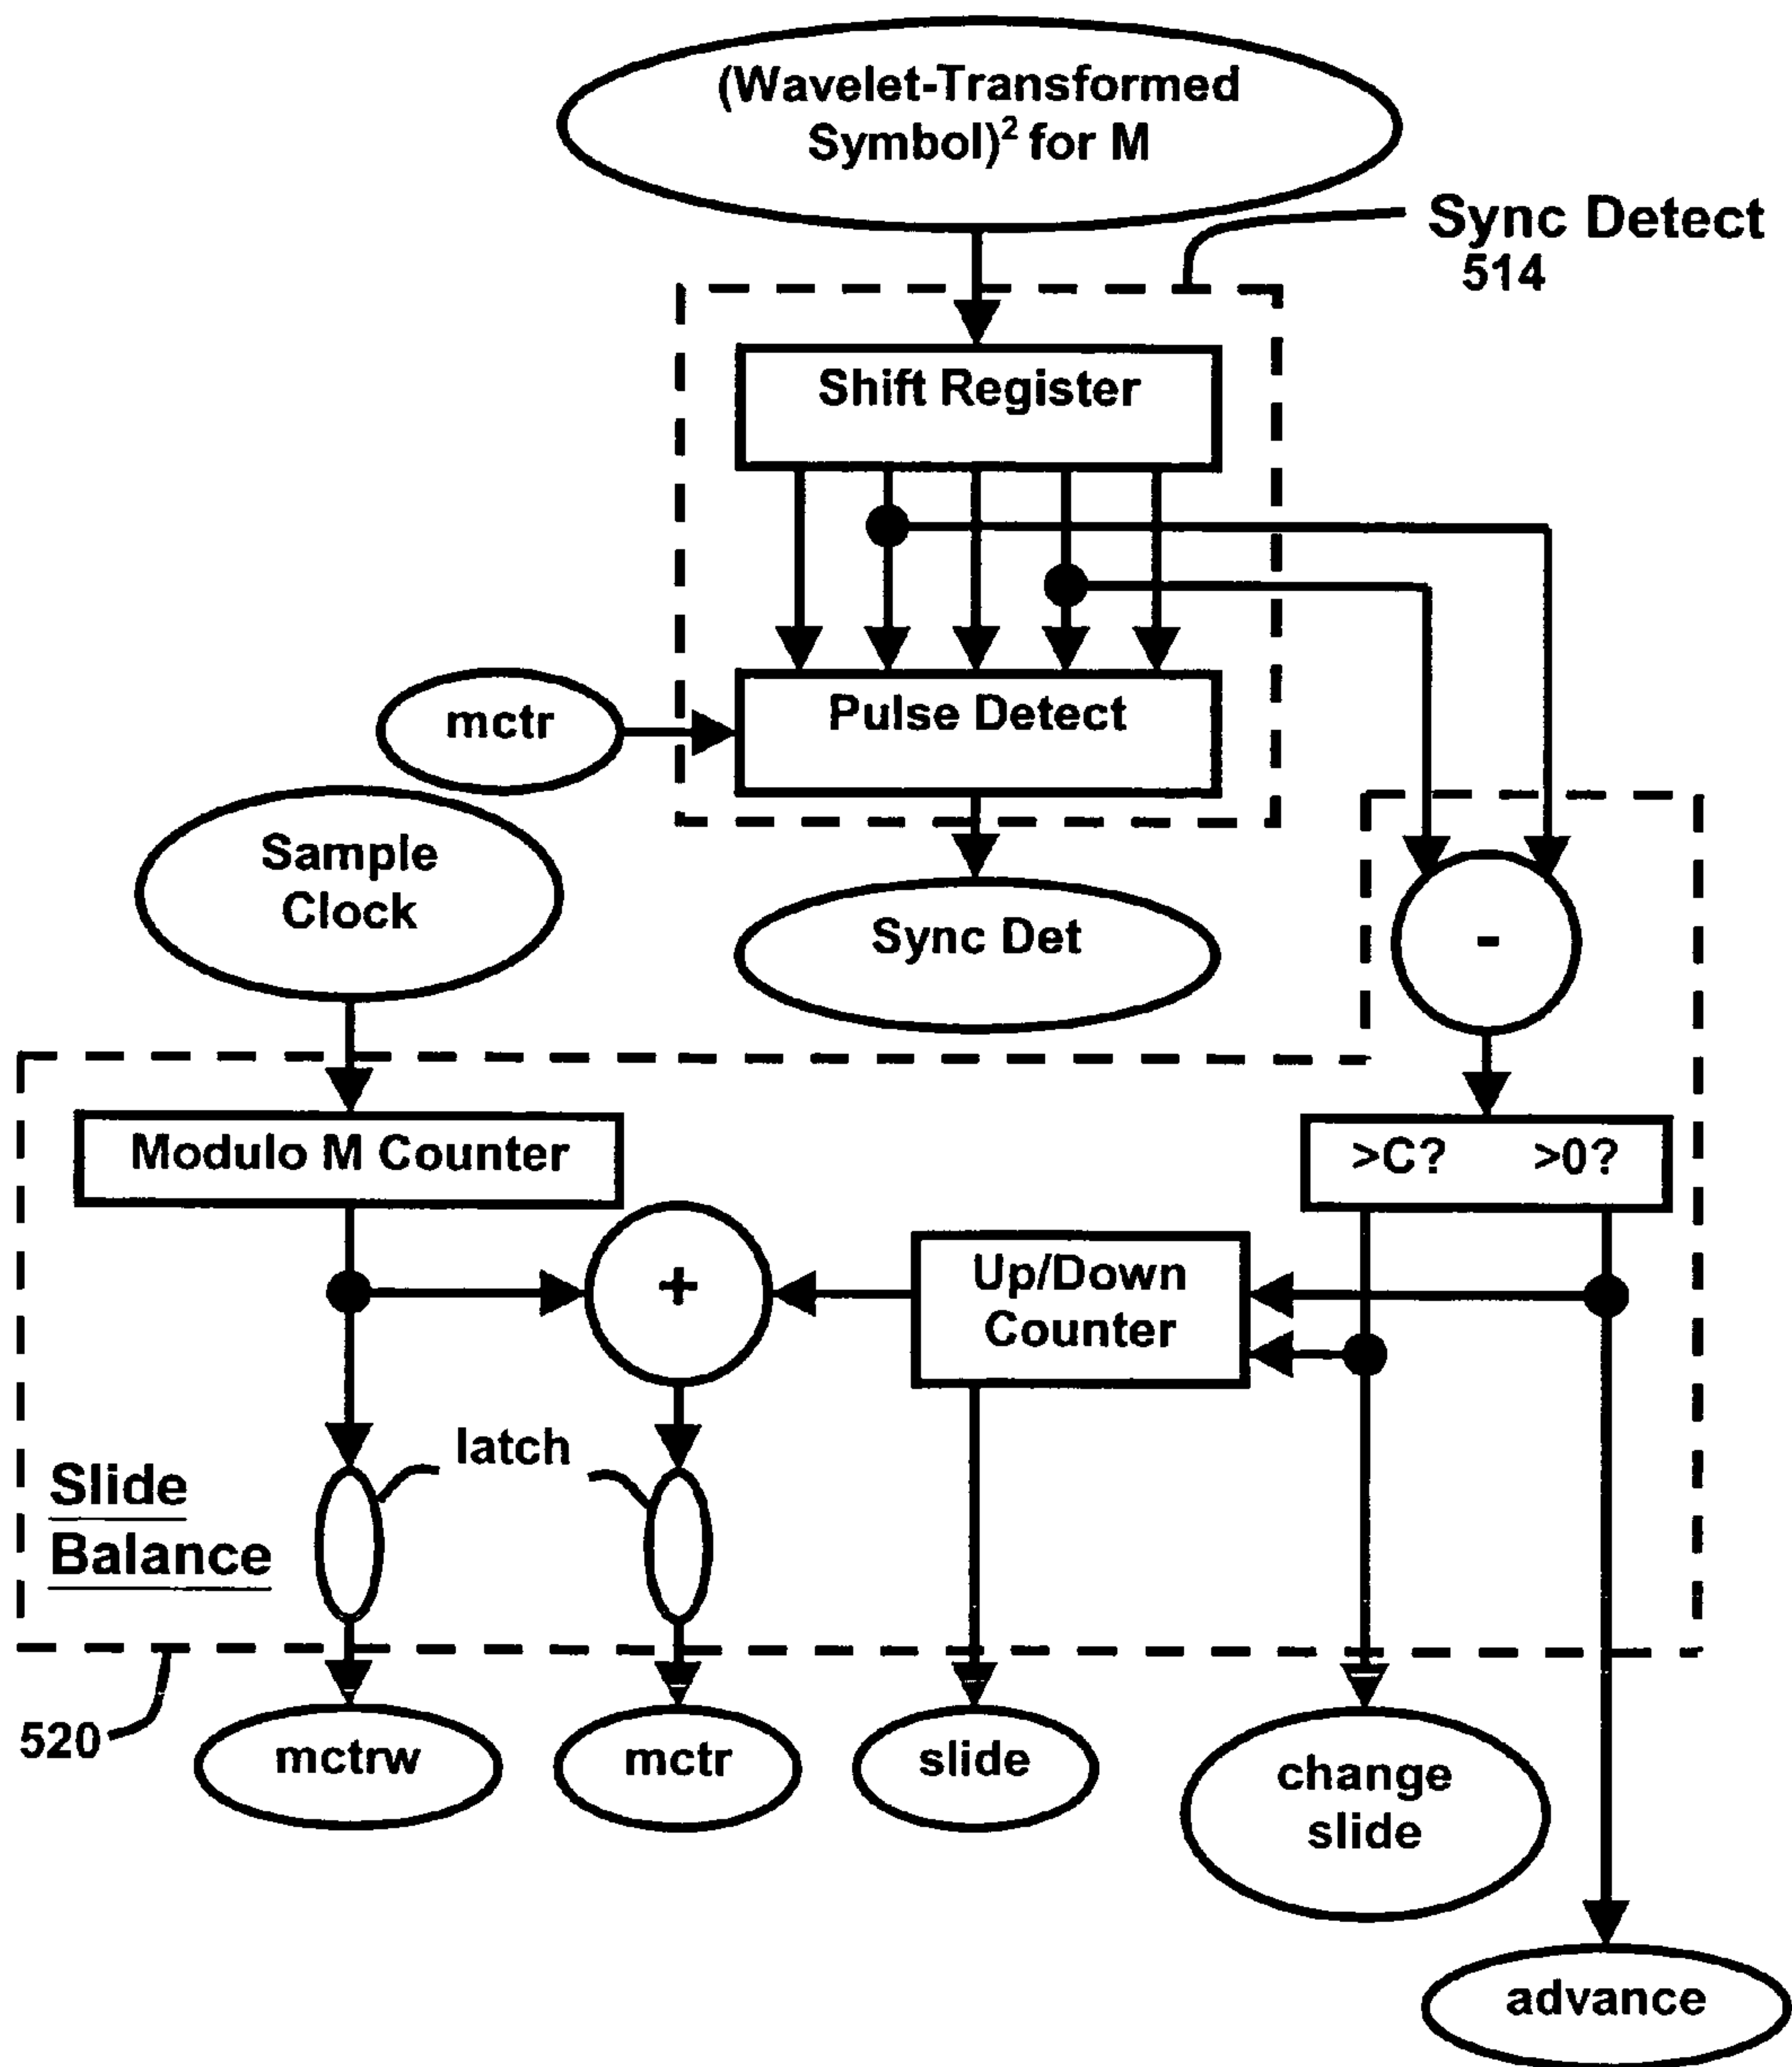 (Wavelet-Transformed
Symbol)² for M
Sync Detect
514
Shift Register
Pulse Detect
mctr
Sample
Clock
Sync Det
-
Modulo M Counter
>C? >0?
+
Up/Down
Counter
latch
Slide
Balance
520
mctrw
mctr
slide
change
slide
advance